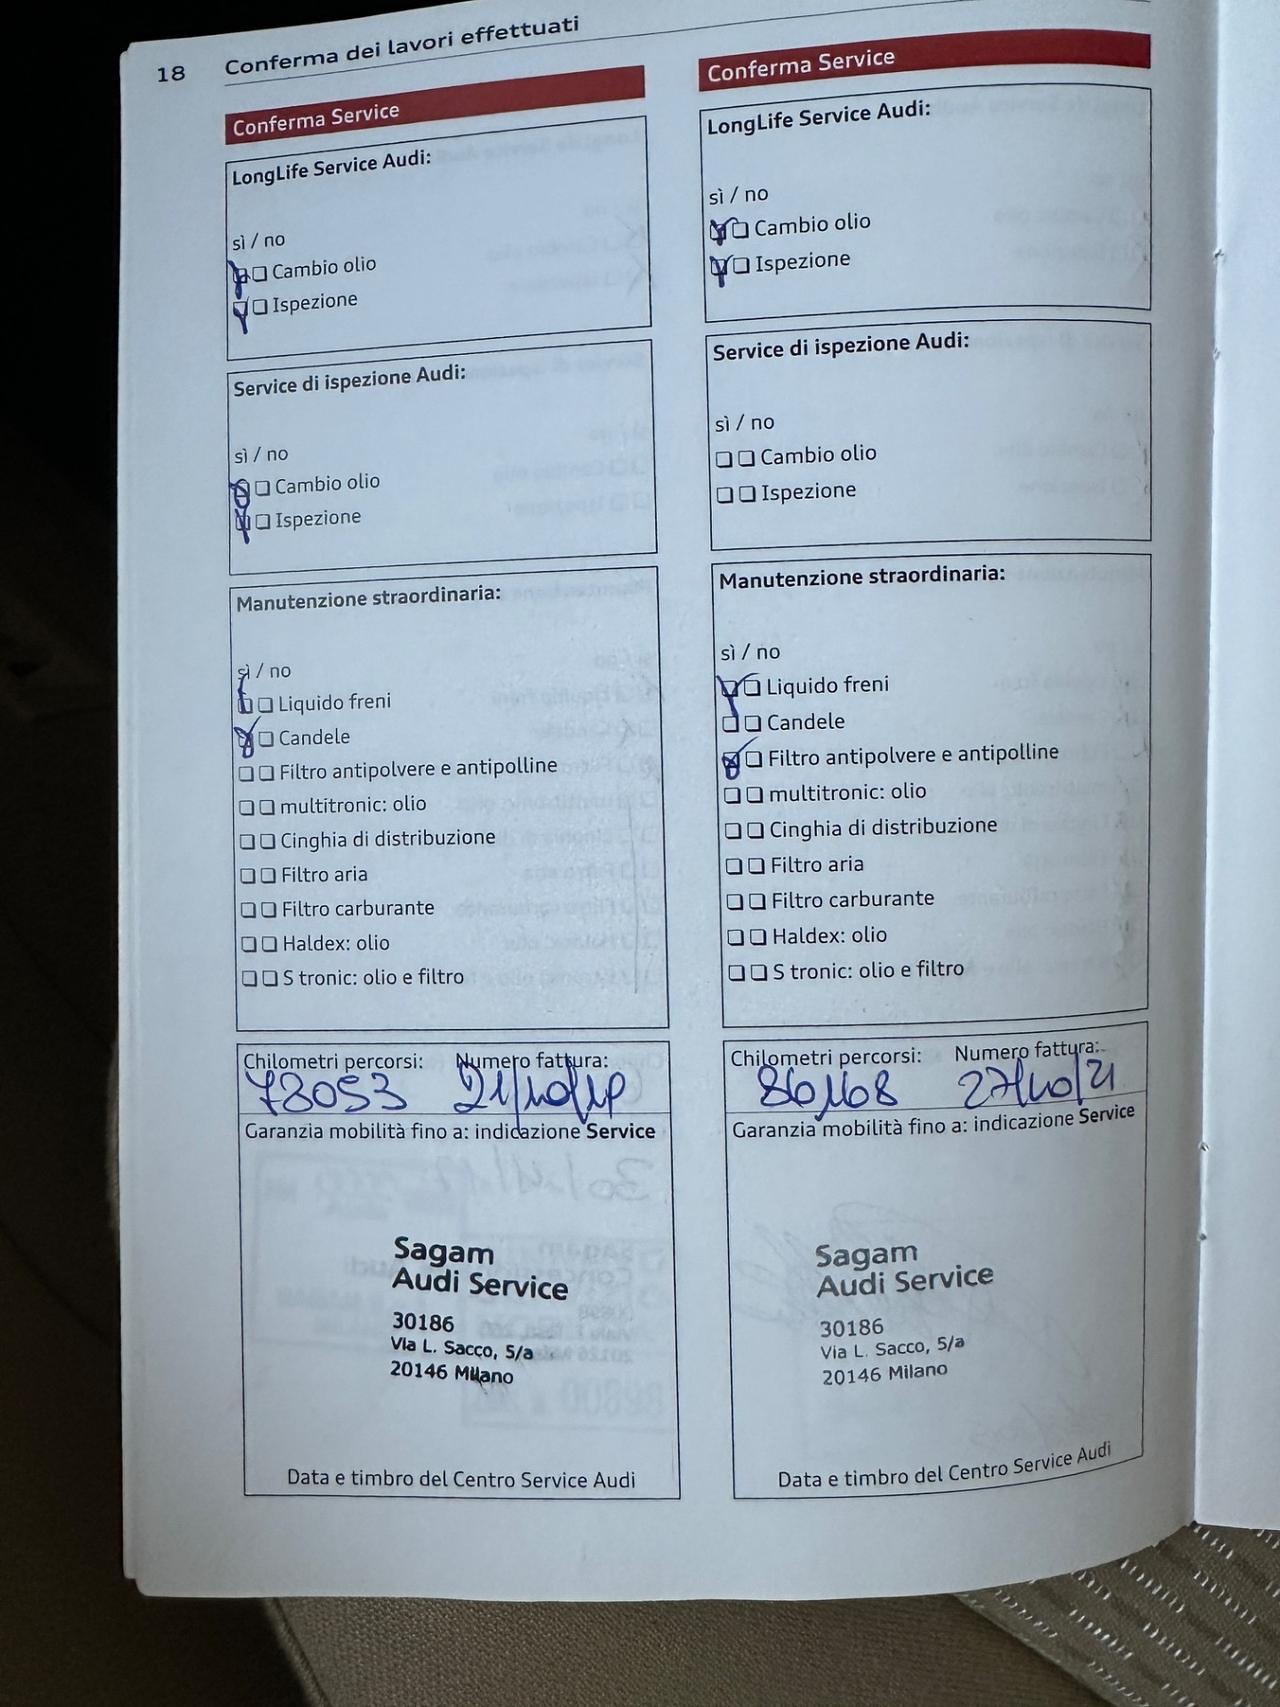 18 Conferma dei lavori effettuati
Conferma Service
LongLife Service Audi:
sì / no
Cambio olio
Ispezione
Service di ispezione Audi:
sì / no
Cambio olio
Ispezione
Manutenzione straordinaria:
sì / no
Liquido freni
Candele
Filtro antipolvere e antipolline
multitronic: olio
Cinghia di distribuzione
Filtro aria
Filtro carburante
Haldex: olio
S tronic: olio e filtro
Chilometri percorsi: Numero fattura:
78053
Garanzia mobilità fino a: indicazione Service
Sagam
Audi Service
30186
Via L. Sacco, 5/a
20146 Milano
Data e timbro del Centro Service Audi
Conferma Service
LongLife Service Audi:
sì / no
Cambio olio
Ispezione
Service di ispezione Audi:
sì / no
Cambio olio
Ispezione
Manutenzione straordinaria:
sì / no
Liquido freni
Candele
Filtro antipolvere e antipolline
multitronic: olio
Cinghia di distribuzione
Filtro aria
Filtro carburante
Haldex: olio
S tronic: olio e filtro
Chilometri percorsi: Numero fattura:
86168 27/10/21
Garanzia mobilità fino a: indicazione Service
Sagam
Audi Service
30186
Via L. Sacco, 5/a
20146 Milano
Data e timbro del Centro Service Audi